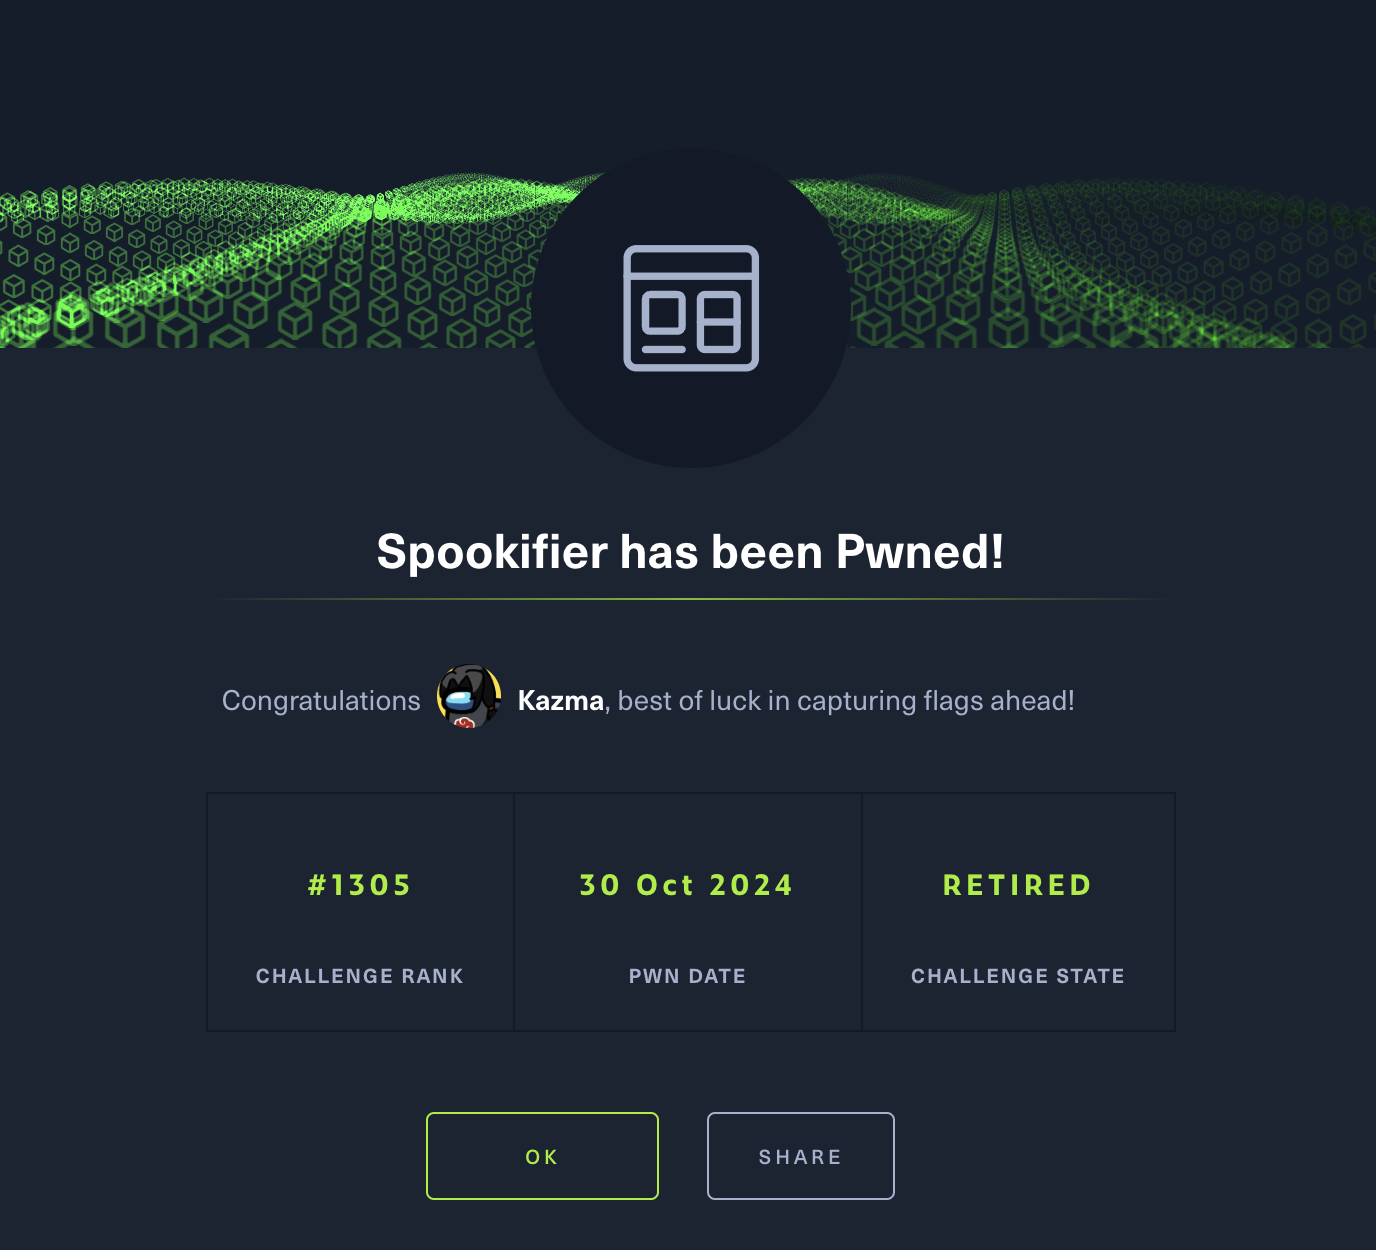 Spookifier has been Pwned!
Congratulations Kazma, best of luck in capturing flags ahead!
#1305 30 Oct 2024 RETIRED
CHALLENGE RANK PWN DATE CHALLENGE STATE
OK SHARE